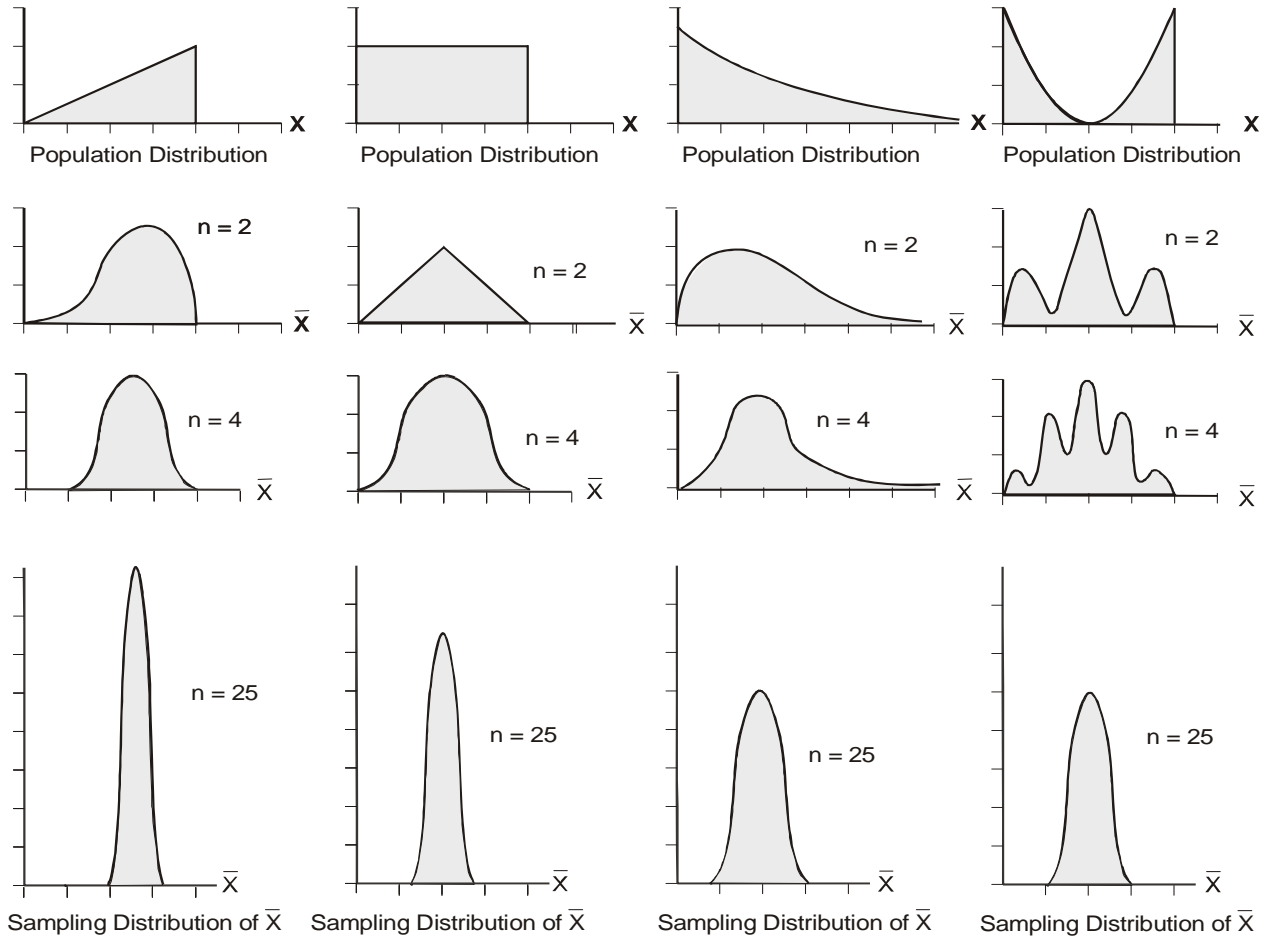 X X X X
Population Distribution Population Distribution Population Distribution Population Distribution
n = 2 n = 2 n = 2 n = 2
X̅ X̅ X̅ X̅
n = 4 n = 4 n = 4 n = 4
X̅ X̅ X̅ X̅
n = 25 n = 25 n = 25 n = 25
X̅ X̅ X̅ X̅
Sampling Distribution of X̅ Sampling Distribution of X̅ Sampling Distribution of X̅ Sampling Distribution of X̅